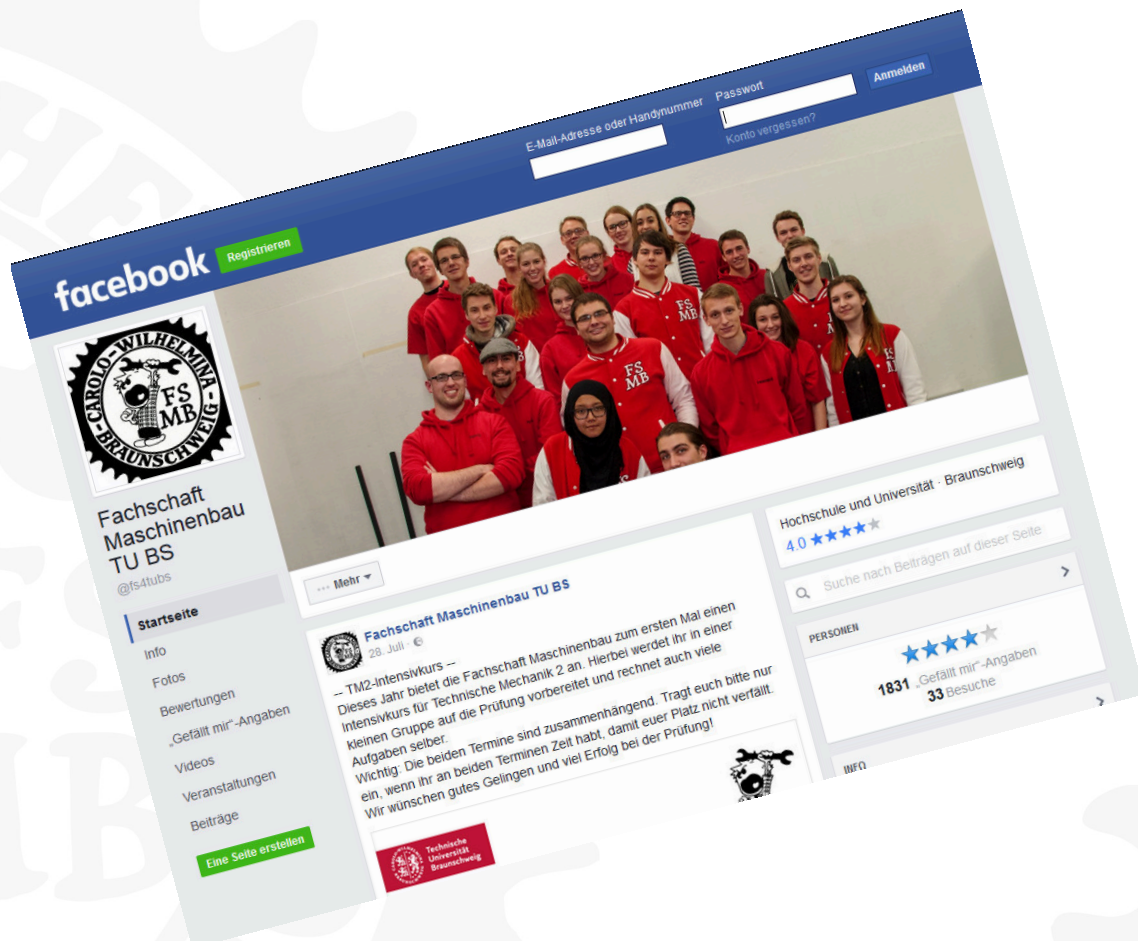 E-Mail-Adresse oder Handynummer
Passwort
Anmelden
Konto vergessen?
facebook
Registrieren
CAROLO-WILHELMINA
BRAUNSCHWEIG
FS
MB
Fachschaft
Maschinenbau
TU BS
@fs4tubs
Startseite
Info
Fotos
Bewertungen
„Gefällt mir“-Angaben
Videos
Veranstaltungen
Beiträge
Eine Seite erstellen
FS
MB
FS
MB
··· Mehr
Fachschaft Maschinenbau TU BS
28. Juli ·
-- TM2-Intensivkurs --
Dieses Jahr bietet die Fachschaft Maschinenbau zum ersten Mal einen
Intensivkurs für Technische Mechanik 2 an. Hierbei werdet Ihr in einer
kleinen Gruppe auf die Prüfung vorbereitet und rechnet auch viele
Aufgaben selber.
Wichtig: Die beiden Termine sind zusammenhängend. Tragt euch bitte nur
ein, wenn ihr an beiden Terminen Zeit habt, damit euer Platz nicht verfällt.
Wir wünschen gutes Gelingen und viel Erfolg bei der Prüfung!
Technische
Universität
Braunschweig
Hochschule und Universität · Braunschweig
4.0
Suche nach Beiträgen auf dieser Seite
PERSONEN
1831 „Gefällt mir“-Angaben
33 Besuche
INFO